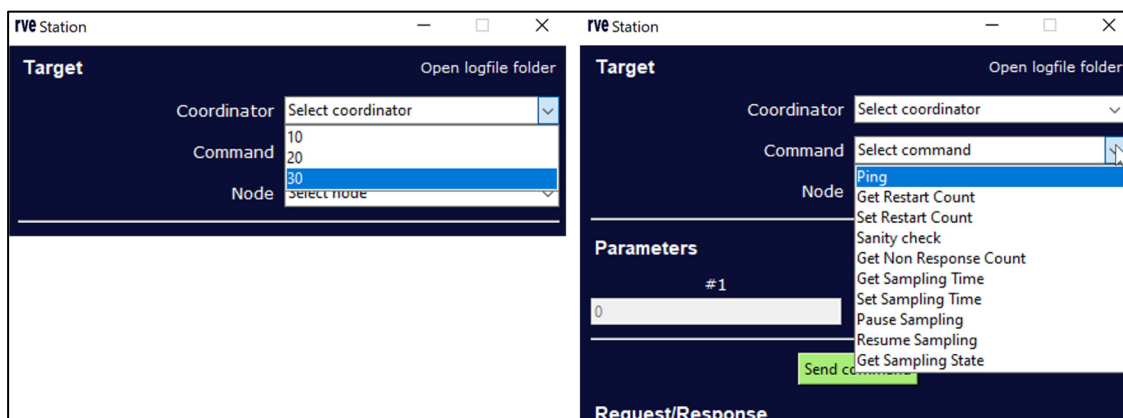 rve Station
Target
Open logfile folder
Coordinator
Select coordinator
10
20
30
Command
Node
Select node
rve Station
Target
Open logfile folder
Coordinator
Select coordinator
Command
Select command
Ping
Get Restart Count
Set Restart Count
Sanity check
Get Non Response Count
Get Sampling Time
Set Sampling Time
Pause Sampling
Resume Sampling
Get Sampling State
Node
Parameters
#1
0
Send command
Request/Response